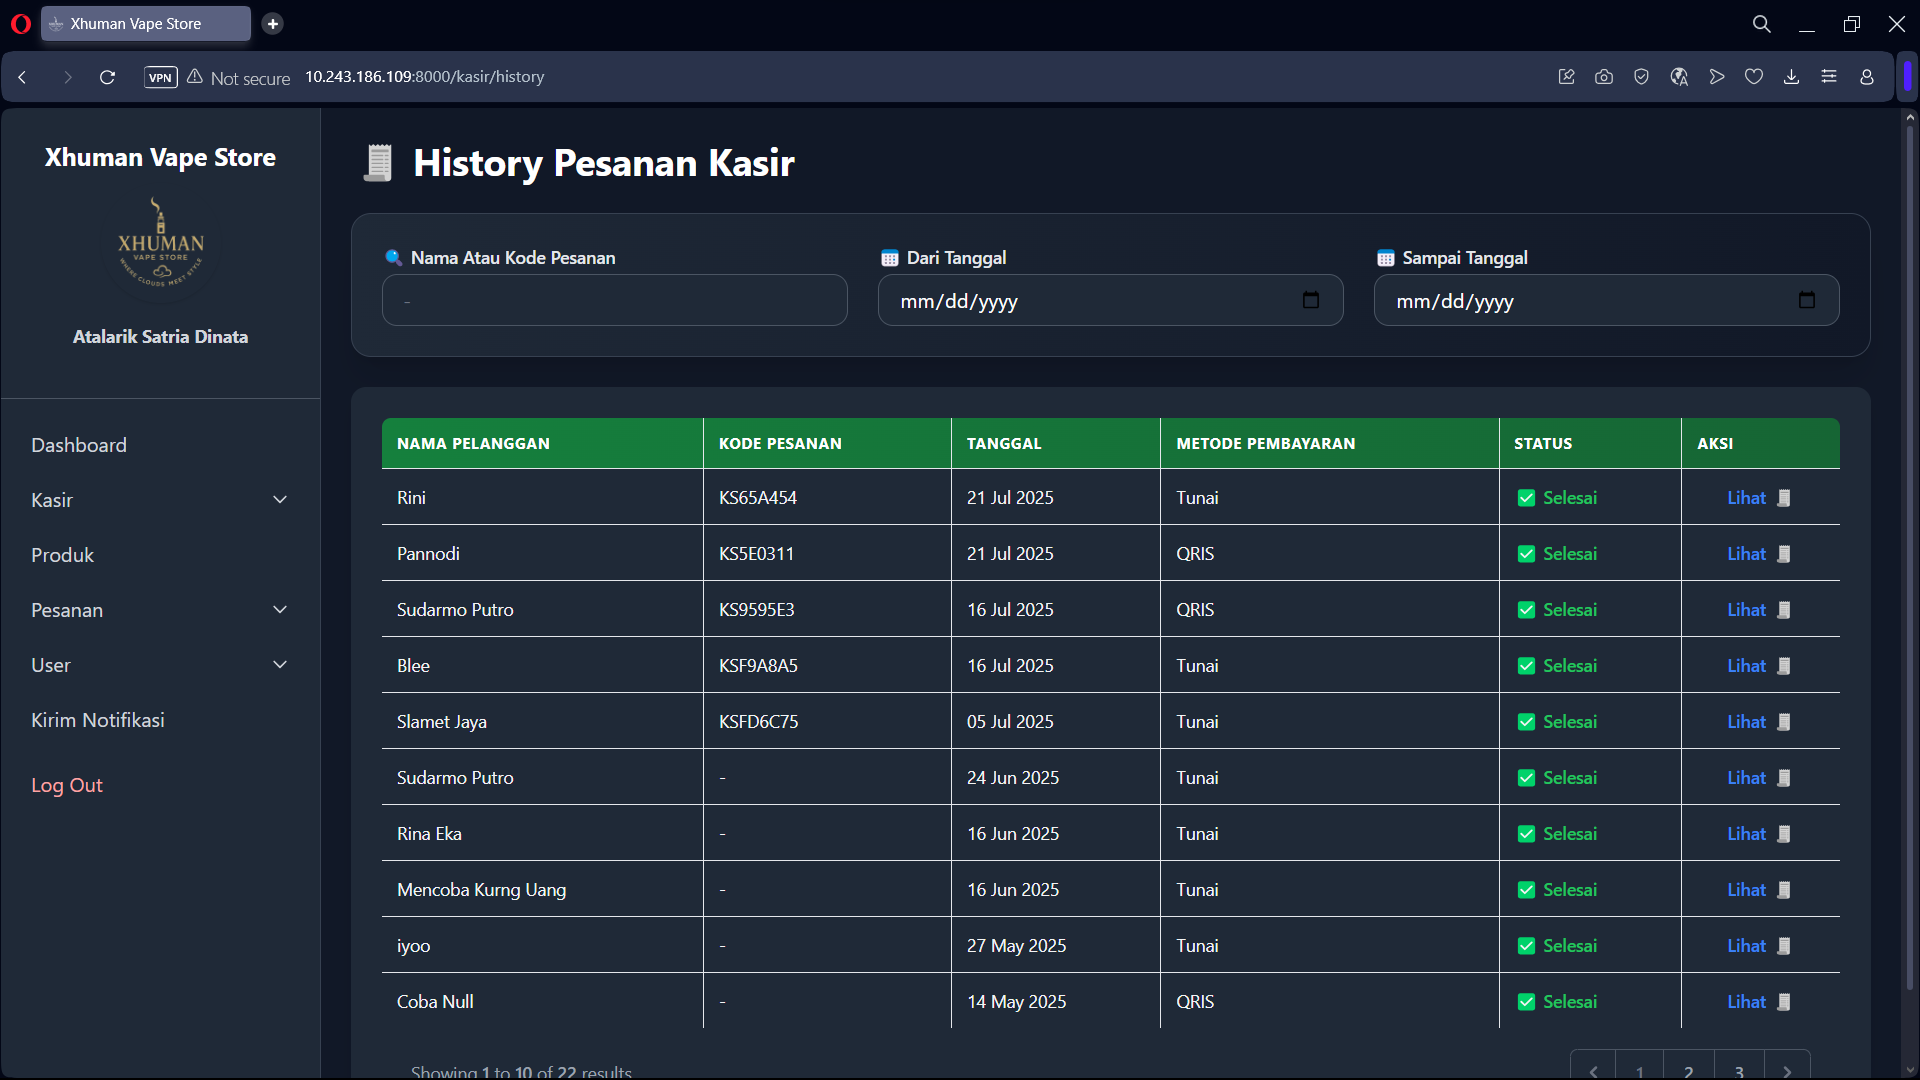 Xhuman Vape Store
VPN Not secure 10.243.186.109:8000/kasir/history
Xhuman Vape Store
XHUMAN
VAPE STORE
WHERE CLOUDS MEET STYLE
Atalarik Satria Dinata
Dashboard
Kasir
Produk
Pesanan
User
Kirim Notifikasi
Log Out
History Pesanan Kasir
Nama Atau Kode Pesanan Dari Tanggal Sampai Tanggal
- mm/dd/yyyy mm/dd/yyyy
NAMA PELANGGAN KODE PESANAN TANGGAL METODE PEMBAYARAN STATUS AKSI
Rini KS65A454 21 Jul 2025 Tunai Selesai Lihat
Pannodi KS5E0311 21 Jul 2025 QRIS Selesai Lihat
Sudarmo Putro KS9595E3 16 Jul 2025 QRIS Selesai Lihat
Blee KSF9A8A5 16 Jul 2025 Tunai Selesai Lihat
Slamet Jaya KSFD6C75 05 Jul 2025 Tunai Selesai Lihat
Sudarmo Putro - 24 Jun 2025 Tunai Selesai Lihat
Rina Eka - 16 Jun 2025 Tunai Selesai Lihat
Mencoba Kurng Uang - 16 Jun 2025 Tunai Selesai Lihat
iyoo - 27 May 2025 Tunai Selesai Lihat
Coba Null - 14 May 2025 QRIS Selesai Lihat
Showing 1 to 10 of 22 results 1 2 3